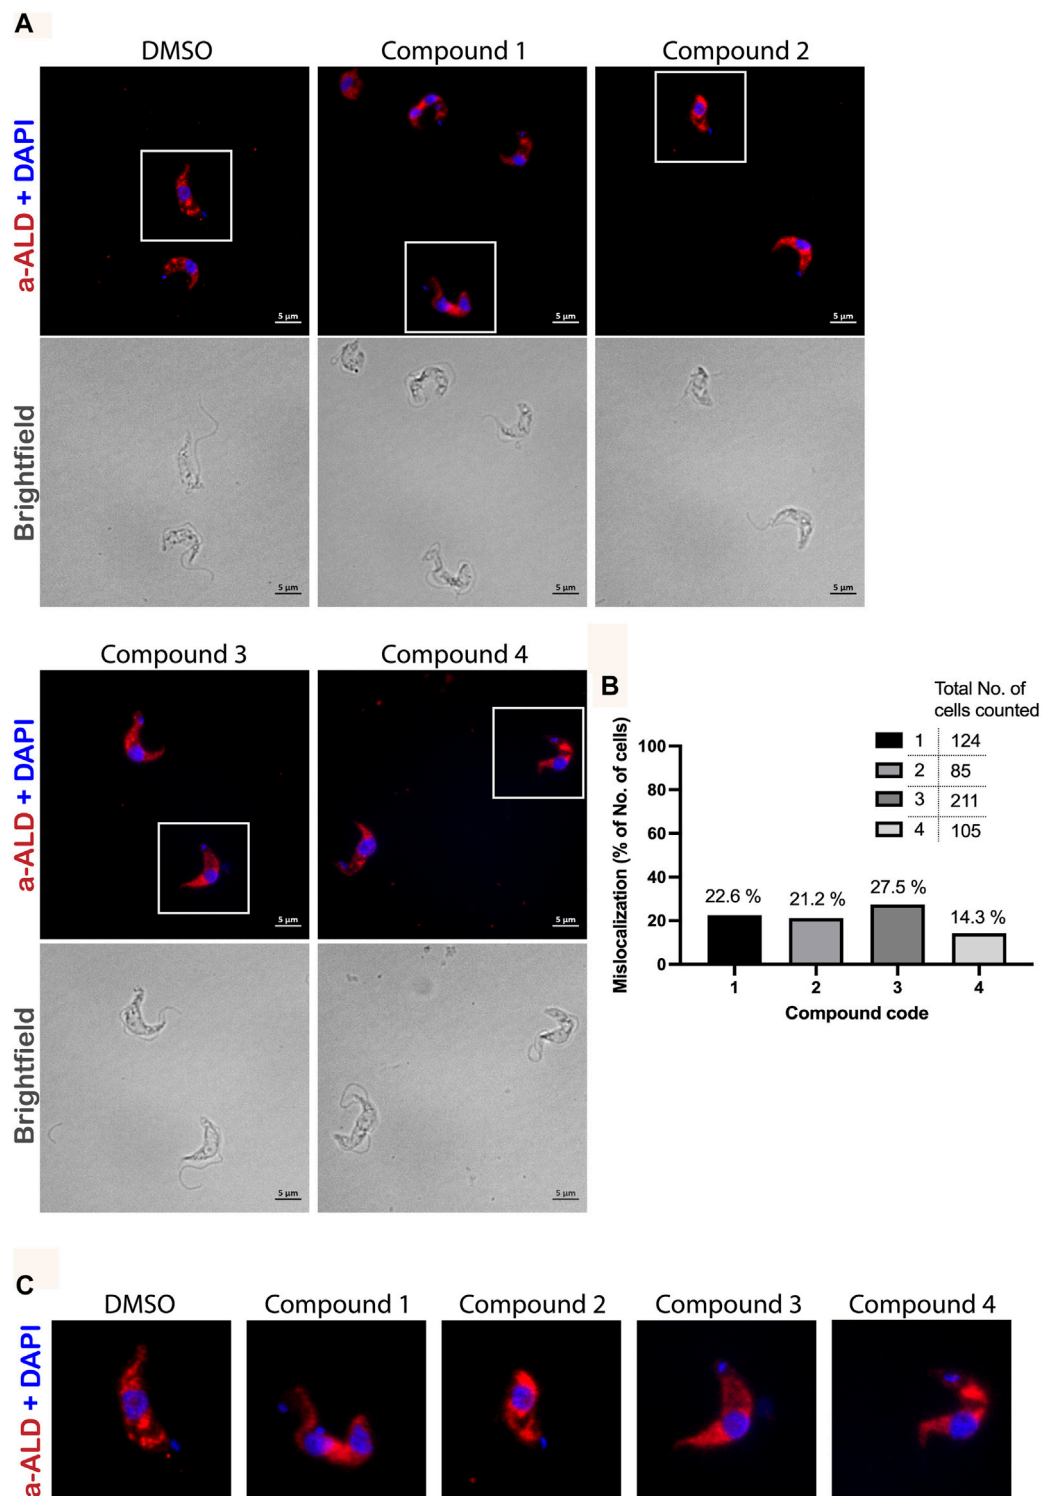 A
DMSO
Compound 1
Compound 2
a-ALD + DAPI
5 µm
5 µm
5 µm
Brightfield
5 µm
5 µm
5 µm
Compound 3
Compound 4
a-ALD + DAPI
5 µm
5 µm
Brightfield
5 µm
5 µm
B
Total No. of
cells counted
1 124
2 85
3 211
4 105
Mislocalization (% of No. of cells)
100
80
60
40
20
0
22.6 %
21.2 %
27.5 %
14.3 %
1 2 3 4
Compound code
C
DMSO
Compound 1
Compound 2
Compound 3
Compound 4
a-ALD + DAPI